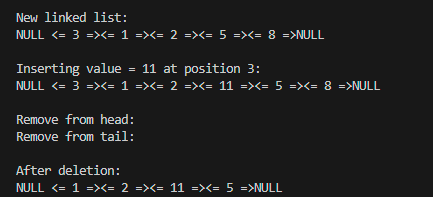 New linked list:
NULL <= 3 =><= 1 =><= 2 =><= 5 =><= 8 =>NULL
Inserting value = 11 at position 3:
NULL <= 3 =><= 1 =><= 2 =><= 11 =><= 5 =><= 8 =>NULL
Remove from head:
Remove from tail:
After deletion:
NULL <= 1 =><= 2 =><= 11 =><= 5 =>NULL